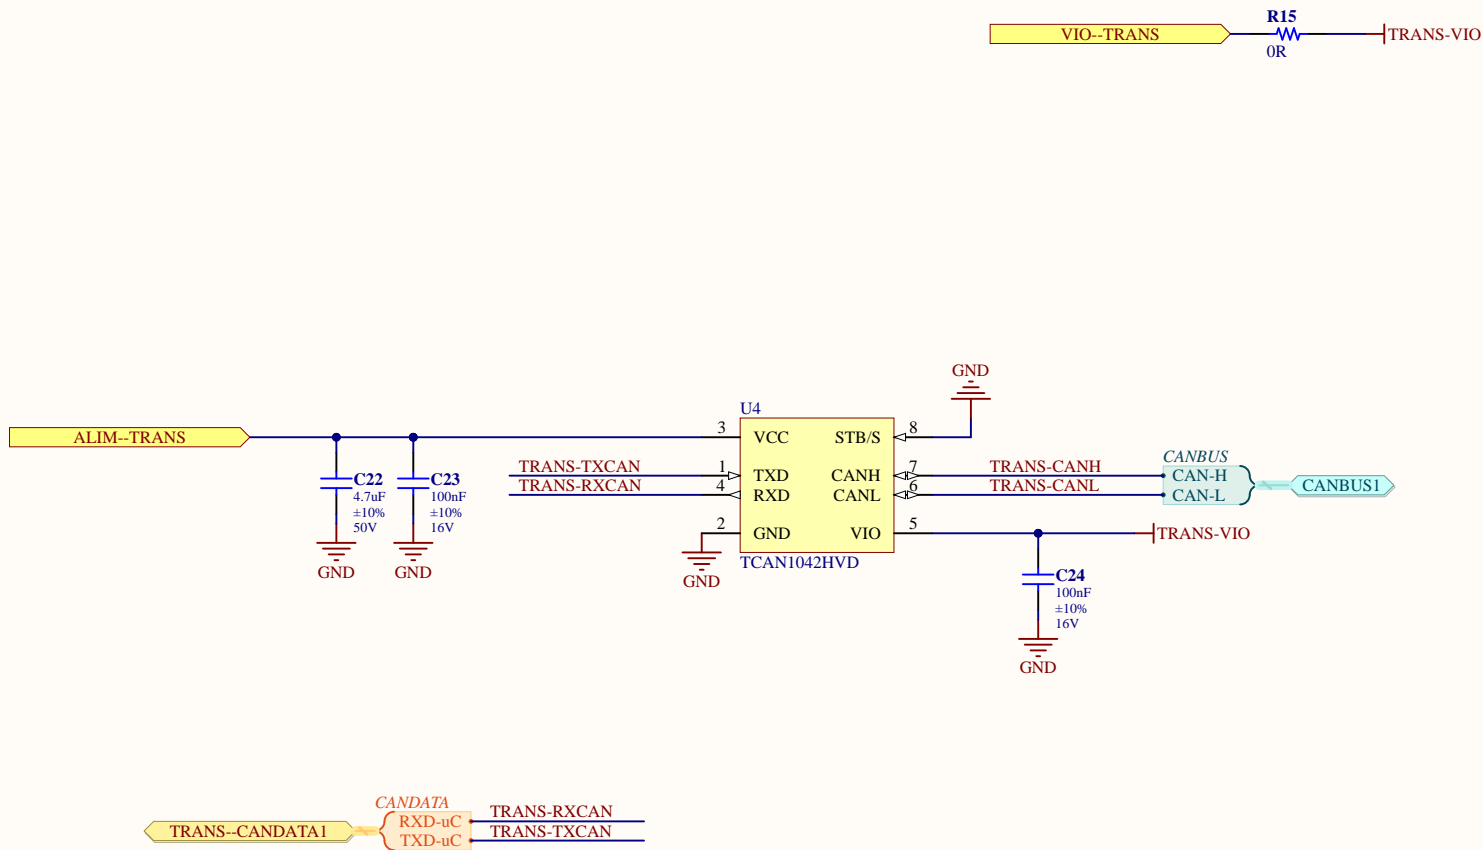 R15
VIO--TRANS
TRANS-VIO
0R
GND
U4
ALIM--TRANS
3 VCC STB/S 8
C22
4.7uF
±10%
50V
C23
100nF
±10%
16V
TRANS-TXCAN 1 TXD CANH 7 TRANS-CANH
TRANS-RXCAN 4 RXD CANL 6 TRANS-CANL
CANBUS
CAN-H
CAN-L
CANBUS1
2 GND VIO 5 TRANS-VIO
TCAN1042HVD
GND
GND
GND
C24
100nF
±10%
16V
GND
CANDATA
TRANS--CANDATA1
RXD-uC TRANS-RXCAN
TXD-uC TRANS-TXCAN